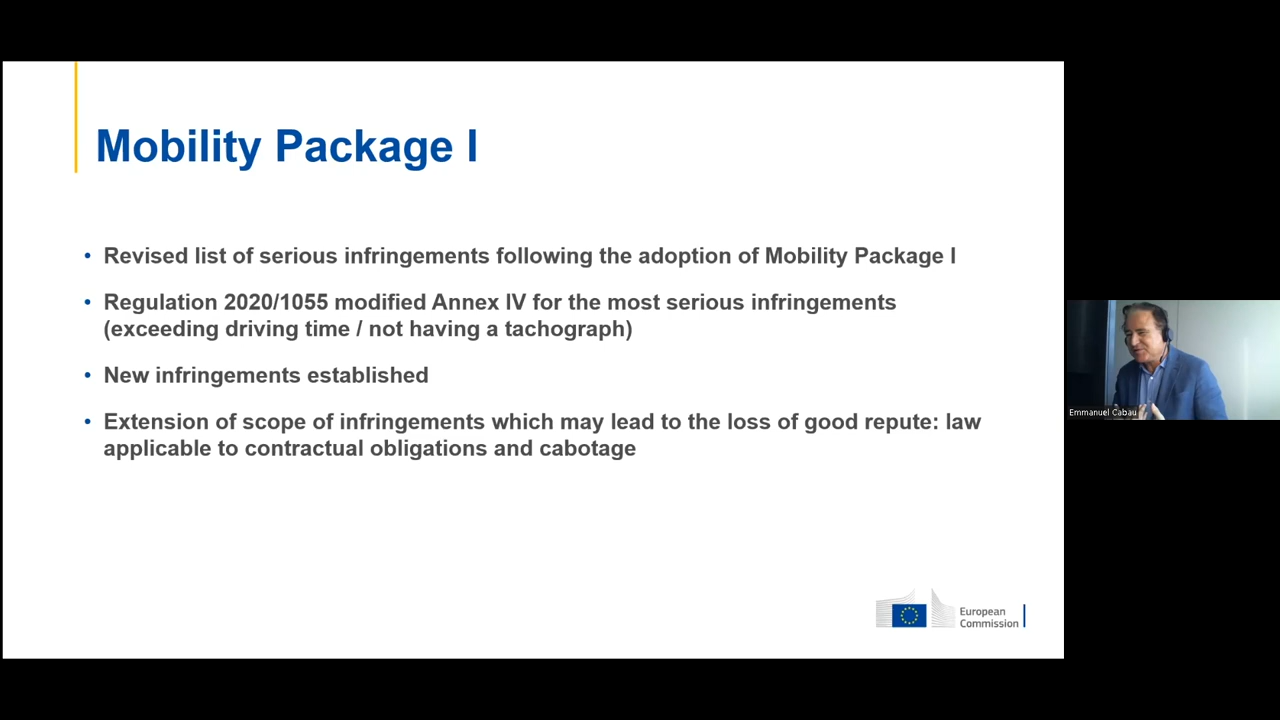 Mobility Package I
• Revised list of serious infringements following the adoption of Mobility Package I
• Regulation 2020/1055 modified Annex IV for the most serious infringements
(exceeding driving time / not having a tachograph)
• New infringements established
• Extension of scope of infringements which may lead to the loss of good repute: law
applicable to contractual obligations and cabotage
Emmanuel Cabau
European
Commission